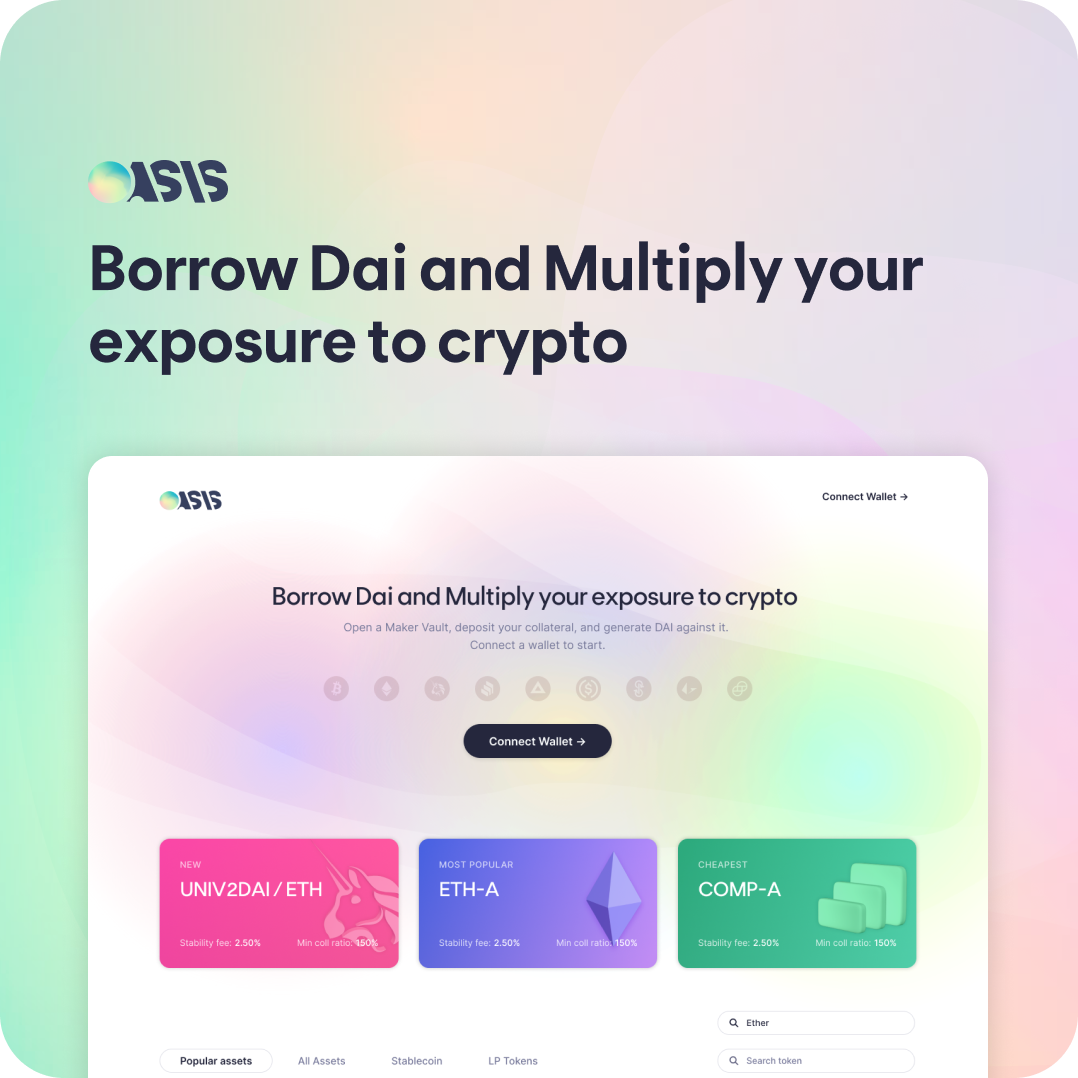 OASIS
Borrow Dai and Multiply your
exposure to crypto
OASIS
Connect Wallet →
Borrow Dai and Multiply your exposure to crypto
Open a Maker Vault, deposit your collateral, and generate DAI against it.
Connect a wallet to start.
Connect Wallet →
NEW
UNIV2DAI / ETH
Stability fee: 2.50%
Min coll ratio: 150%
MOST POPULAR
ETH-A
Stability fee: 2.50%
Min coll ratio: 150%
CHEAPEST
COMP-A
Stability fee: 2.50%
Min coll ratio: 150%
Ether
Popular assets
All Assets
Stablecoin
LP Tokens
Search token